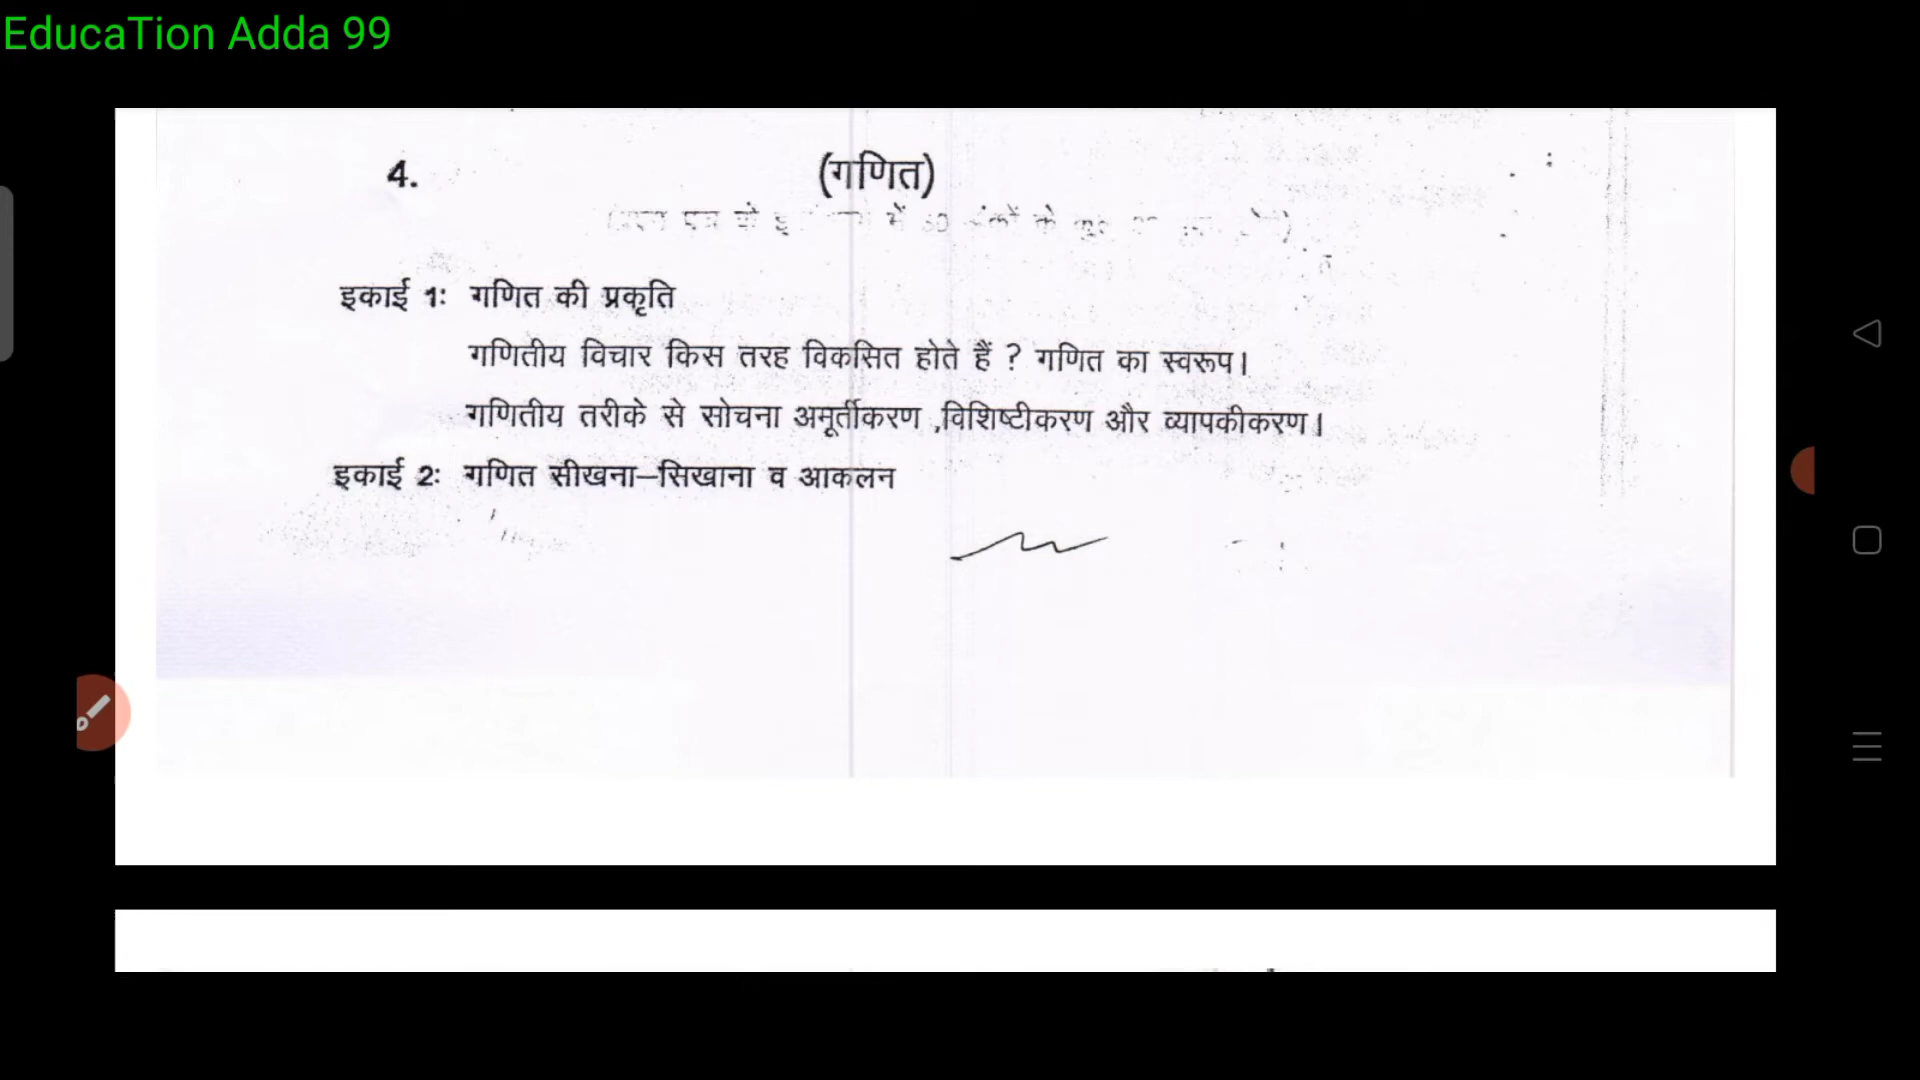 EducaTion Adda 99
4. (गणित)
में 50 के
इकाई 1: गणित की प्रकृति
गणितीय विचार किस तरह विकसित होते हैं ? गणित का स्वरूप।
गणितीय तरीके से सोचना अमूर्तीकरण ,विशिष्टीकरण और व्यापकीकरण।
इकाई 2: गणित सीखना–सिखाना व आकलन